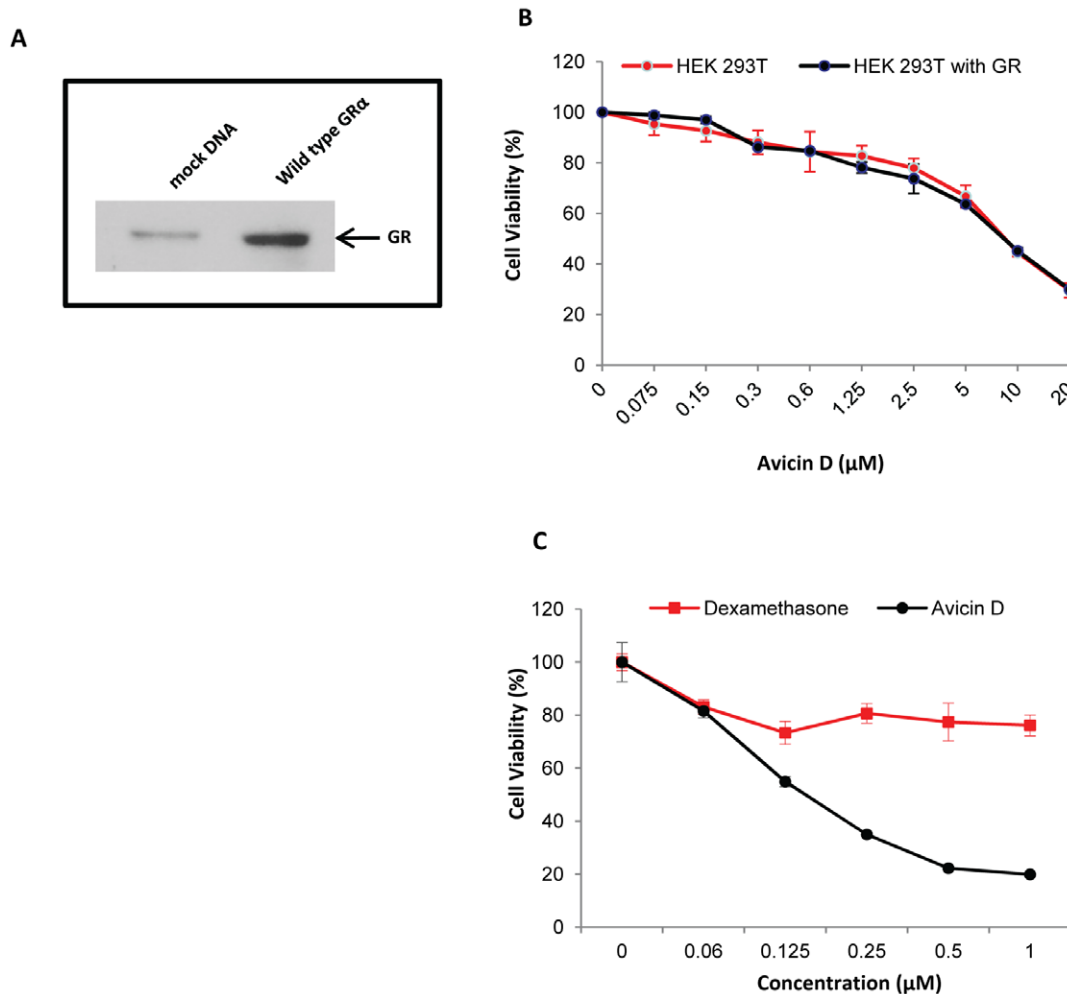 A
mock DNA
Wild type GRα
GR
B
HEK 293T
HEK 293T with GR
120
100
80
60
40
20
0
Cell Viability (%)
0
0.075
0.15
0.3
0.6
1.25
2.5
5
10
20
Avicin D (µM)
C
Dexamethasone
Avicin D
120
100
80
60
40
20
0
Cell Viability (%)
0
0.06
0.125
0.25
0.5
1
Concentration (µM)